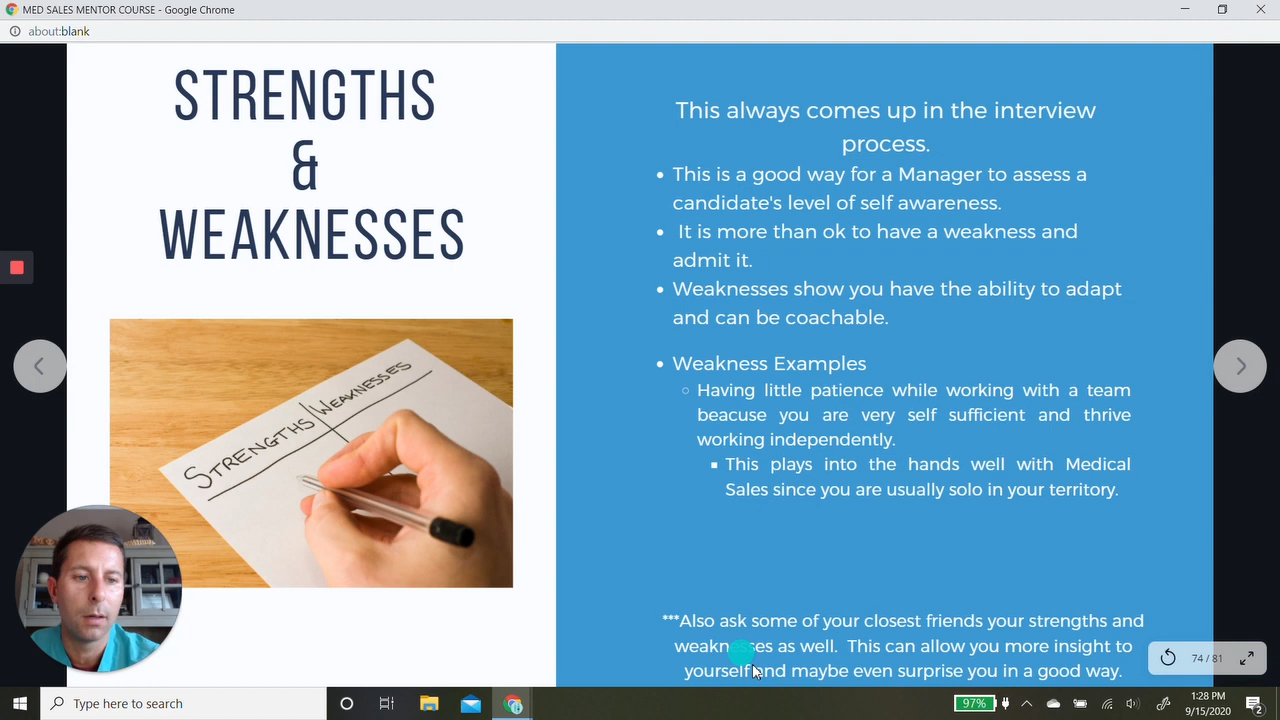 MED SALES MENTOR COURSE - Google Chrome
about:blank
STRENGTHS
&
WEAKNESSES
STRENGTHS WEAKNESSES
This always comes up in the interview
process.
• This is a good way for a Manager to assess a
candidate's level of self awareness.
• It is more than ok to have a weakness and
admit it.
• Weaknesses show you have the ability to adapt
and can be coachable.
• Weakness Examples
○ Having little patience while working with a team
beacuse you are very self sufficient and thrive
working independently.
▪ This plays into the hands well with Medical
Sales since you are usually solo in your territory.
***Also ask some of your closest friends your strengths and
weaknesses as well. This can allow you more insight to
yourself and maybe even surprise you in a good way.
74 / 81
Type here to search
97%
1:28 PM
9/15/2020
2